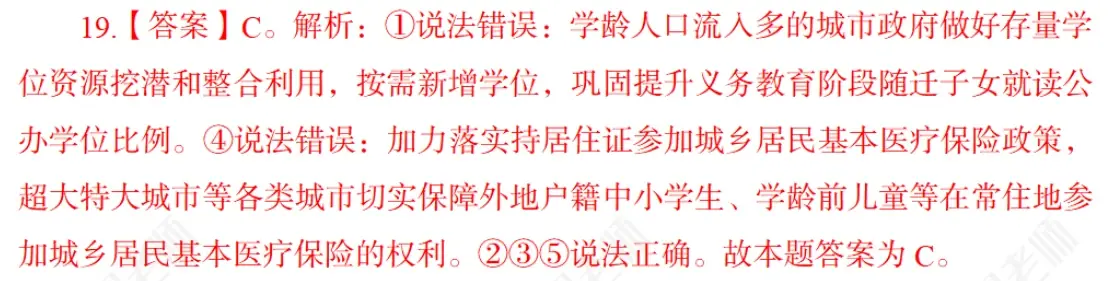 19.【答案】C。解析：①说法错误：学龄人口流入多的城市政府做好存量学
位资源挖潜和整合利用，按需新增学位，巩固提升义务教育阶段随迁子女就读公
办学位比例。④说法错误：加力落实持居住证参加城乡居民基本医疗保险政策，
超大特大城市等各类城市切实保障外地户籍中小学生、学龄前儿童等在常住地参
加城乡居民基本医疗保险的权利。②③⑤说法正确。故本题答案为 C。